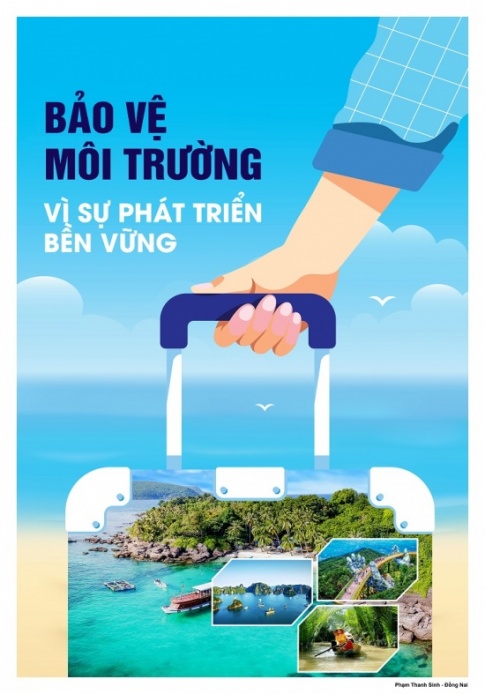 BẢO VỆ
MÔI TRƯỜNG
VÌ SỰ PHÁT TRIỂN
BỀN VỮNG
Phạm Thanh Sinh - Đồng Nai